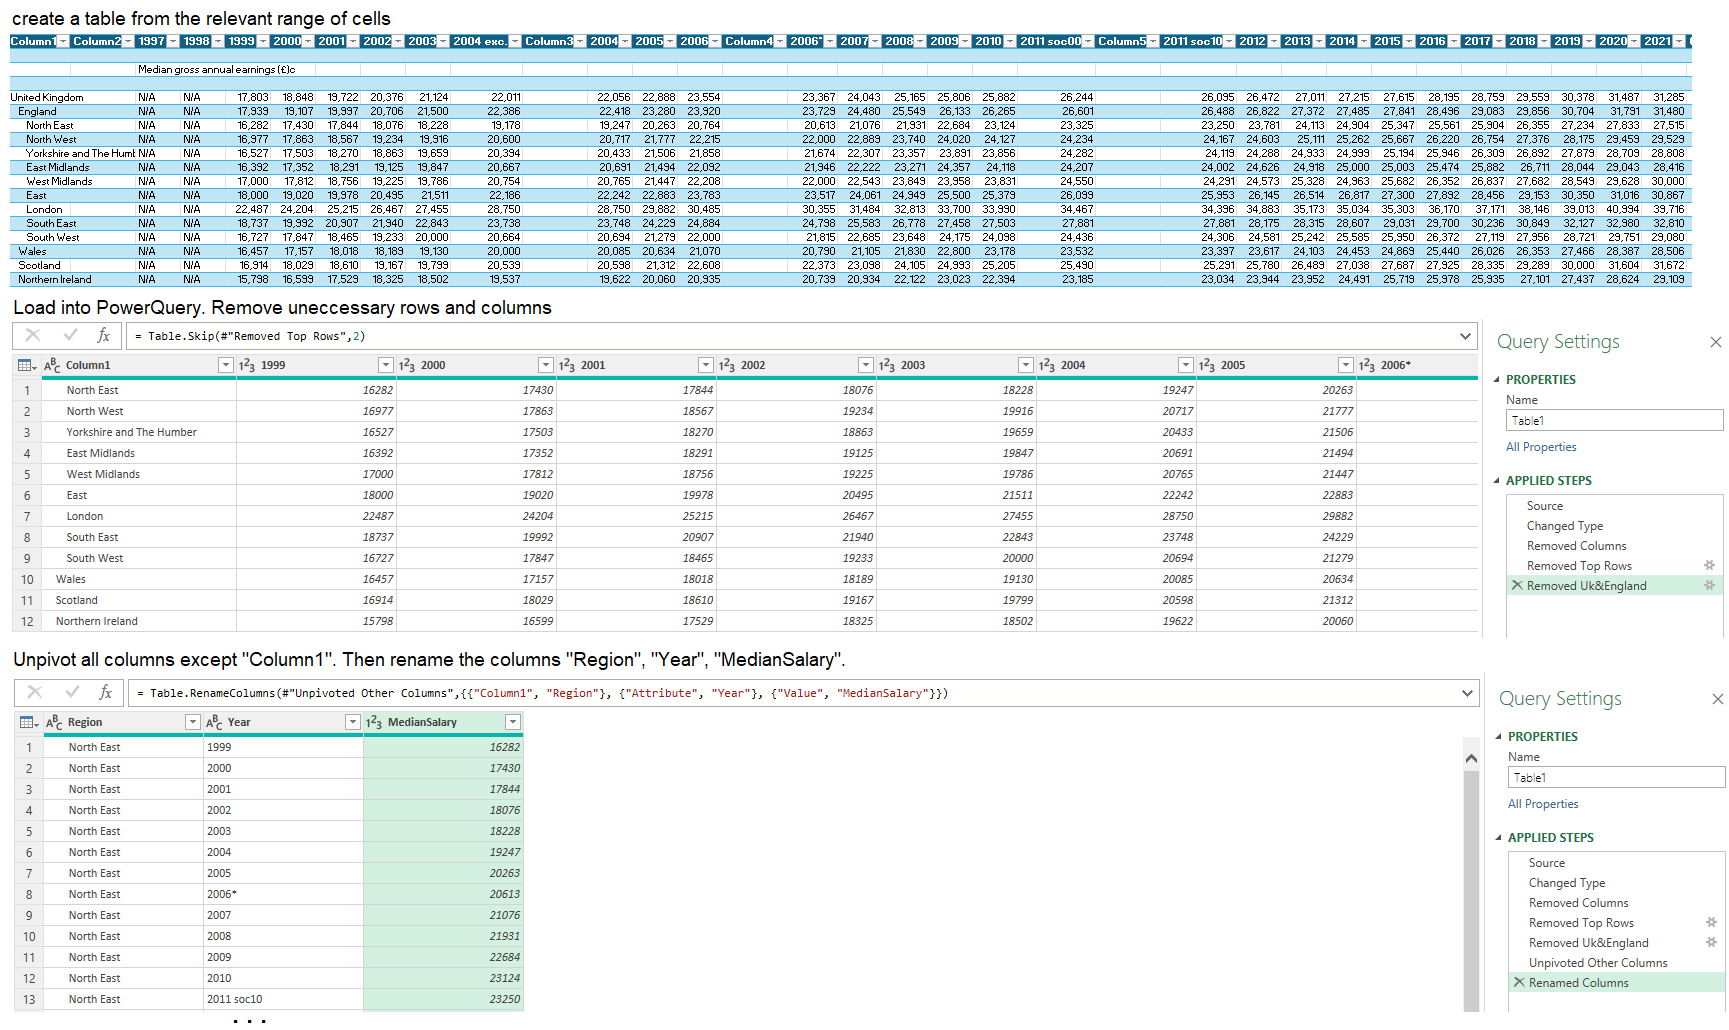 create a table from the relevant range of cells
Column1 Column2 1997 1998 1999 2000 2001 2002 2003 2004 exc. Column3 2004 2005 2006 Column4 2006* 2007 2008 2009 2010 2011 soc00 Column5 2011 soc10 2012 2013 2014 2015 2016 2017 2018 2019 2020 2021
Median gross annual earnings (£)c
United Kingdom N/A N/A 17,803 18,848 19,722 20,376 21,124 22,011 22,056 22,888 23,554 23,367 24,043 25,165 25,806 25,882 26,244 26,095 26,472 27,011 27,215 27,615 28,195 28,759 29,559 30,378 31,487 31,285
England N/A N/A 17,939 19,107 19,997 20,706 21,500 22,386 22,418 23,280 23,920 23,729 24,480 25,549 26,133 26,265 26,601 26,488 26,822 27,372 27,485 27,841 28,496 29,083 29,856 30,704 31,791 31,480
North East N/A N/A 16,282 17,430 17,844 18,076 18,228 19,178 19,247 20,263 20,764 20,613 21,076 21,931 22,684 23,124 23,325 23,250 23,781 24,113 24,904 25,347 25,561 25,904 26,355 27,234 27,833 27,515
North West N/A N/A 16,977 17,863 18,567 19,234 19,916 20,600 20,717 21,777 22,215 22,000 22,889 23,740 24,020 24,127 24,234 24,167 24,603 25,111 25,262 25,667 26,220 26,754 27,376 28,175 29,459 29,529
Yorkshire and The Humb N/A N/A 16,527 17,503 18,270 18,863 19,659 20,394 20,433 21,506 21,858 21,674 22,307 23,357 23,891 23,856 24,282 24,119 24,288 24,933 24,999 25,194 25,946 26,309 26,892 27,879 28,709 28,808
East Midlands N/A N/A 16,392 17,352 18,291 19,125 19,847 20,667 20,691 21,494 22,092 21,946 22,222 23,271 24,357 24,118 24,207 24,002 24,626 24,918 25,000 25,003 25,474 25,882 26,711 28,044 29,043 28,416
West Midlands N/A N/A 17,000 17,812 18,756 19,225 19,786 20,754 20,765 21,447 22,208 22,000 22,543 23,849 23,958 23,831 24,550 24,291 24,573 25,328 24,963 25,682 26,352 26,837 27,682 28,549 29,628 30,000
East N/A N/A 18,000 19,020 19,978 20,495 21,511 22,186 22,242 22,883 23,783 23,517 24,061 24,949 25,500 25,379 26,099 25,953 26,145 26,514 26,817 27,300 27,892 28,456 29,153 30,350 31,016 30,867
London N/A N/A 22,487 24,204 25,215 26,467 27,455 28,750 28,750 29,882 30,485 30,355 31,484 32,813 33,700 33,990 34,467 34,396 34,883 35,173 35,034 35,303 36,170 37,171 38,146 39,013 40,994 39,716
South East N/A N/A 18,737 19,992 20,907 21,940 22,843 23,738 23,748 24,229 24,884 24,798 25,583 26,778 27,458 27,503 27,881 27,881 28,175 28,315 28,607 29,031 29,700 30,236 30,849 32,127 32,980 32,810
South West N/A N/A 16,727 17,847 18,465 19,233 20,000 20,664 20,694 21,279 22,000 21,815 22,685 23,648 24,175 24,098 24,436 24,306 24,581 25,242 25,585 25,950 26,372 27,119 27,956 28,721 29,751 29,080
Wales N/A N/A 16,457 17,157 18,018 18,189 19,130 20,000 20,085 20,634 21,070 20,790 21,105 21,830 22,800 23,178 23,532 23,397 23,617 24,103 24,453 24,869 25,440 26,026 26,353 27,466 28,387 28,506
Scotland N/A N/A 16,914 18,029 18,610 19,167 19,799 20,539 20,598 21,312 22,608 22,373 23,098 24,105 24,993 25,205 25,490 25,291 25,780 26,489 27,038 27,687 27,925 28,335 29,289 30,000 31,604 31,672
Northern Ireland N/A N/A 15,798 16,599 17,529 18,325 18,502 19,537 19,622 20,060 20,935 20,739 20,934 22,122 23,023 22,394 23,185 23,034 23,944 23,952 24,491 25,719 25,978 25,935 27,101 27,437 28,624 29,109
Load into PowerQuery. Remove uneccessary rows and columns
fx = Table.Skip(#"Removed Top Rows",2)
Query Settings
PROPERTIES
Name
Table1
All Properties
APPLIED STEPS
Source
Changed Type
Removed Columns
Removed Top Rows
Removed Uk&England
ABC Column1 123 1999 123 2000 123 2001 123 2002 123 2003 123 2004 123 2005 123 2006*
1 North East 16282 17430 17844 18076 18228 19247 20263
2 North West 16977 17863 18567 19234 19916 20717 21777
3 Yorkshire and The Humber 16527 17503 18270 18863 19659 20433 21506
4 East Midlands 16392 17352 18291 19125 19847 20691 21494
5 West Midlands 17000 17812 18756 19225 19786 20765 21447
6 East 18000 19020 19978 20495 21511 22242 22883
7 London 22487 24204 25215 26467 27455 28750 29882
8 South East 18737 19992 20907 21940 22843 23748 24229
9 South West 16727 17847 18465 19233 20000 20694 21279
10 Wales 16457 17157 18018 18189 19130 20085 20634
11 Scotland 16914 18029 18610 19167 19799 20598 21312
12 Northern Ireland 15798 16599 17529 18325 18502 19622 20060
Unpivot all columns except "Column1". Then rename the columns "Region", "Year", "MedianSalary".
fx = Table.RenameColumns(#"Unpivoted Other Columns",{{"Column1", "Region"}, {"Attribute", "Year"}, {"Value", "MedianSalary"}})
Query Settings
PROPERTIES
Name
Table1
All Properties
APPLIED STEPS
Source
Changed Type
Removed Columns
Removed Top Rows
Removed Uk&England
Unpivoted Other Columns
Renamed Columns
ABC Region ABC Year 123 MedianSalary
1 North East 1999 16282
2 North East 2000 17430
3 North East 2001 17844
4 North East 2002 18076
5 North East 2003 18228
6 North East 2004 19247
7 North East 2005 20263
8 North East 2006* 20613
9 North East 2007 21076
10 North East 2008 21931
11 North East 2009 22684
12 North East 2010 23124
13 North East 2011 soc10 23250